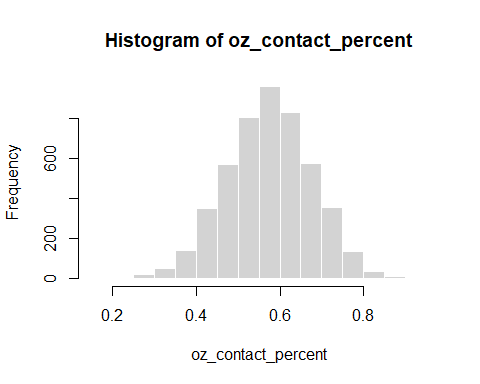 Histogram of oz_contact_percent
Frequency
600
200
0
0.2 0.4 0.6 0.8
oz_contact_percent